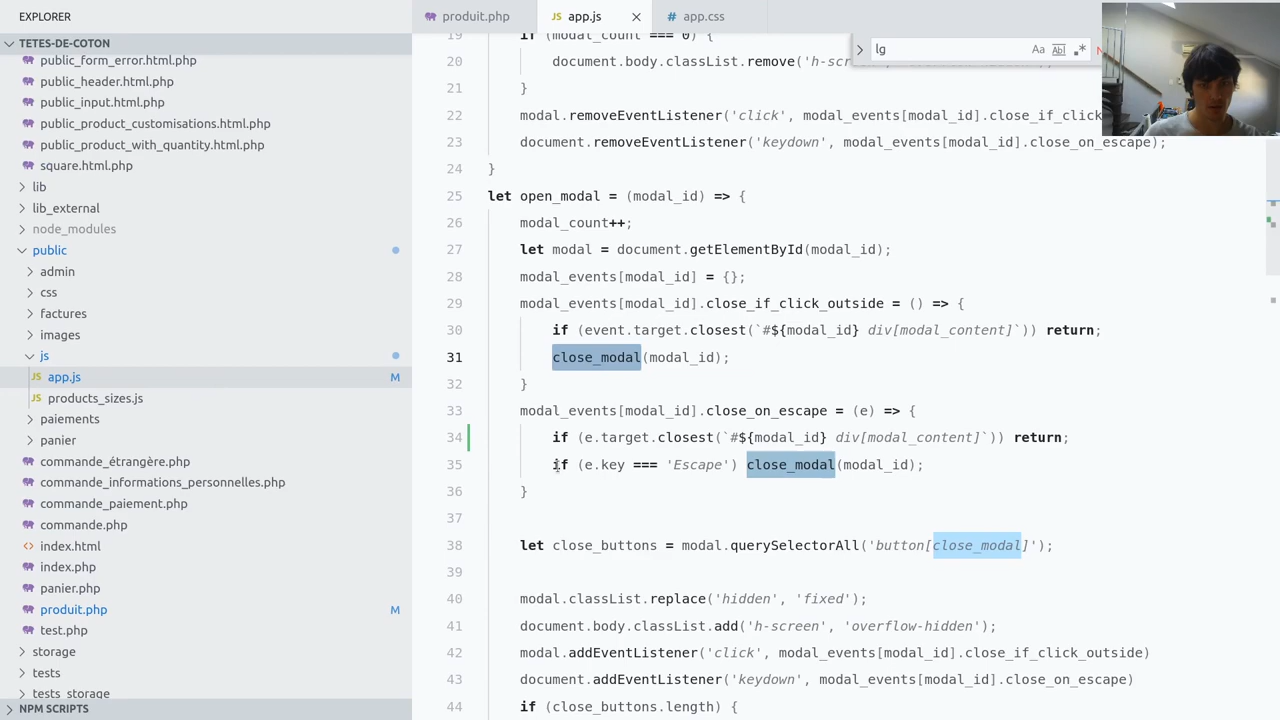 EXPLORER
TETES-DE-COTON
public_form_error.html.php
public_header.html.php
public_input.html.php
public_product_customisations.html.php
public_product_with_quantity.html.php
square.html.php
lib
lib_external
node_modules
public
admin
css
factures
images
js
JS app.js M
JS products_sizes.js
paiements
panier
commande_étrangère.php
commande_informations_personnelles.php
commande_paiement.php
commande.php
<> index.html
index.php
panier.php
produit.php M
test.php
storage
tests
tests_storage
NPM SCRIPTS
produit.php
JS app.js
# app.css
lg
Aa
Abl
19 if (modal_count === 0) {
20 document.body.classList.remove('h-scr
21 }
22 modal.removeEventListener('click', modal_events[modal_id].close_if_click
23 document.removeEventListener('keydown', modal_events[modal_id].close_on_escape);
24 }
25 let open_modal = (modal_id) => {
26 modal_count++;
27 let modal = document.getElementById(modal_id);
28 modal_events[modal_id] = {};
29 modal_events[modal_id].close_if_click_outside = () => {
30 if (event.target.closest(`#${modal_id} div[modal_content]`)) return;
31 close_modal(modal_id);
32 }
33 modal_events[modal_id].close_on_escape = (e) => {
34 if (e.target.closest(`#${modal_id} div[modal_content]`)) return;
35 if (e.key === 'Escape') close_modal(modal_id);
36 }
37
38 let close_buttons = modal.querySelectorAll('button[close_modal]');
39
40 modal.classList.replace('hidden', 'fixed');
41 document.body.classList.add('h-screen', 'overflow-hidden');
42 modal.addEventListener('click', modal_events[modal_id].close_if_click_outside)
43 document.addEventListener('keydown', modal_events[modal_id].close_on_escape)
44 if (close_buttons.length) {